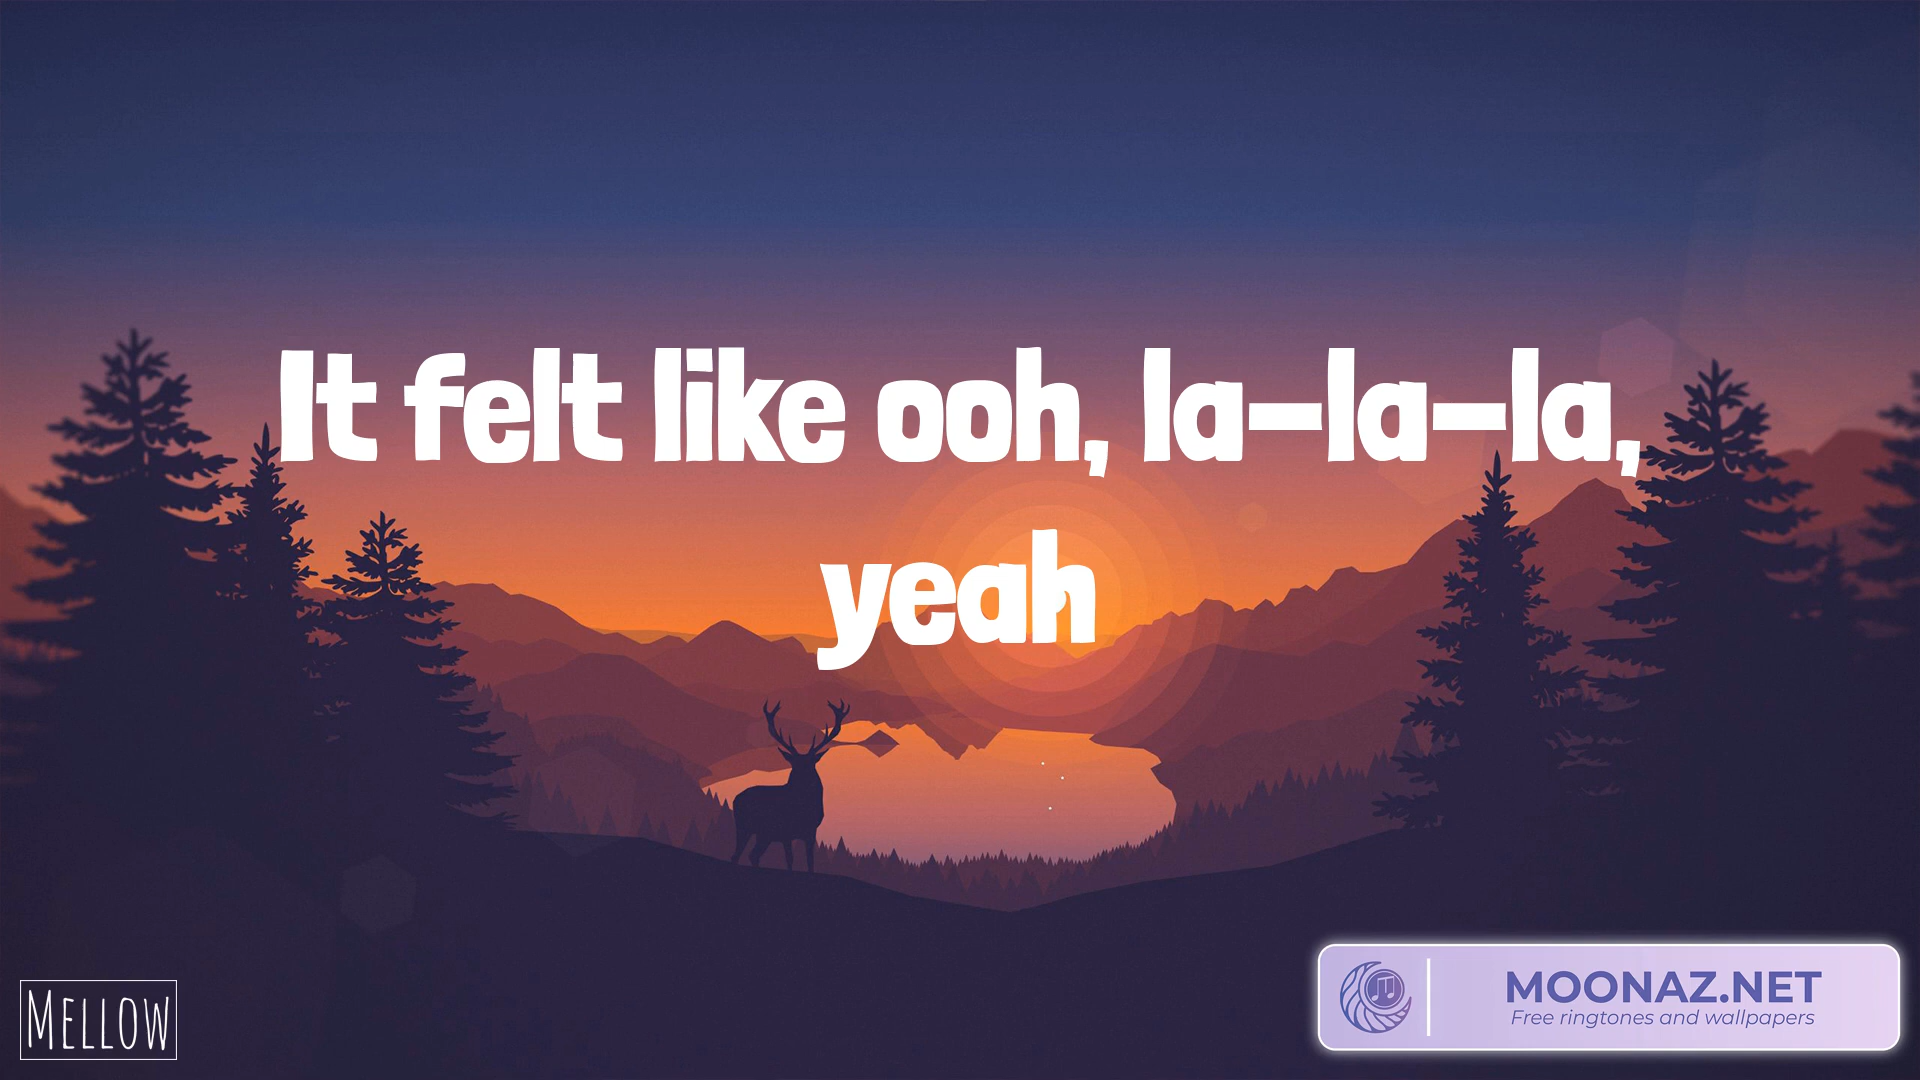 It felt like ooh, la-la-la,
yeah
MELLOW
MOONAZ.NET
Free ringtones and wallpapers